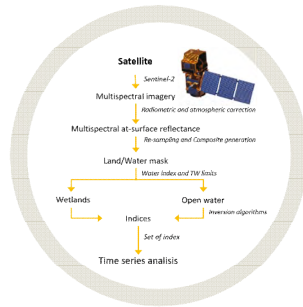 Satellite
Sentinel-2
Multispectral imagery
Radiometric and atmospheric correction
Multispectral at-surface reflectance
Re-sampling and Composite generation
Land/Water mask
Water Index and TW limits
Wetlands
Open water
Inversion algorithms
Indices
Set of index
Time series analisis